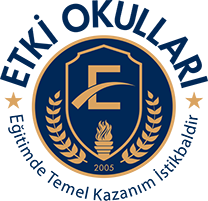 ETKİ OKULLARI
E
2005
Eğitimde Temel Kazanım İstikbaldir